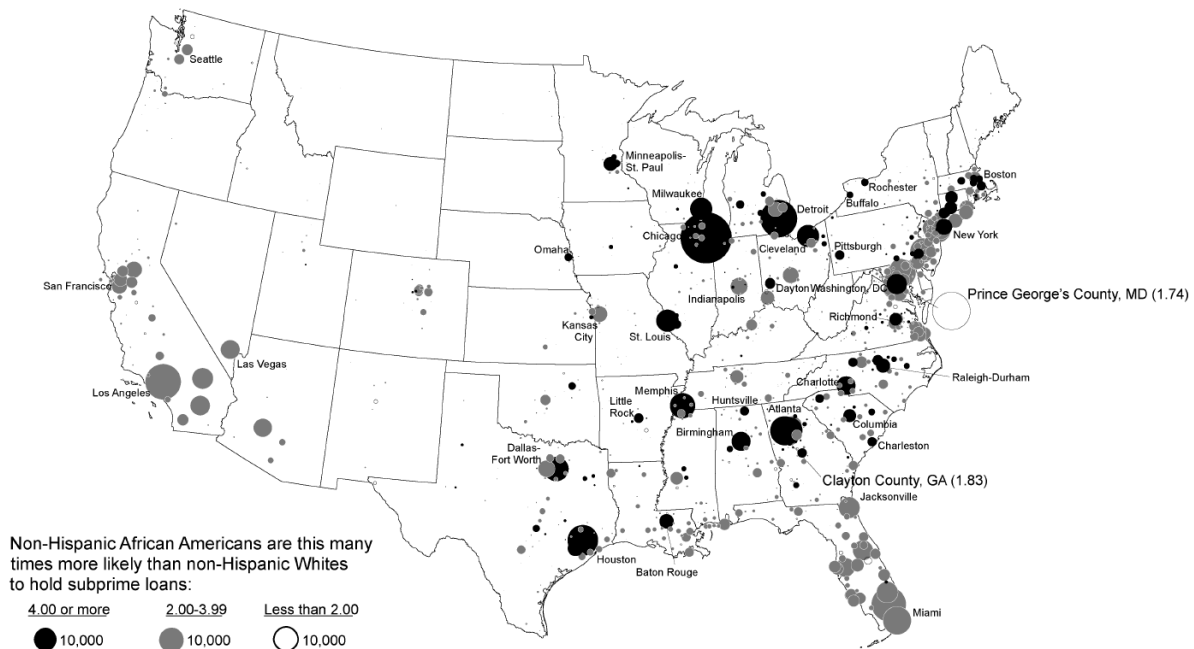 Seattle
Minneapolis-
St. Paul
Milwaukee
Rochester
Boston
Buffalo
Detroit
Chicago
New York
Cleveland
Pittsburgh
Omaha
San Francisco
Dayton
Washington, DC
Indianapolis
Prince George's County, MD (1.74)
Kansas
City
St. Louis
Richmond
Las Vegas
Los Angeles
Raleigh-Durham
Memphis
Charlotte
Huntsville
Little
Rock
Atlanta
Birmingham
Columbia
Dallas-
Fort Worth
Charleston
Clayton County, GA (1.83)
Jacksonville
Houston
Baton Rouge
Miami
Non-Hispanic African Americans are this many
times more likely than non-Hispanic Whites
to hold subprime loans:
4.00 or more 2.00-3.99 Less than 2.00
10,000 10,000 10,000